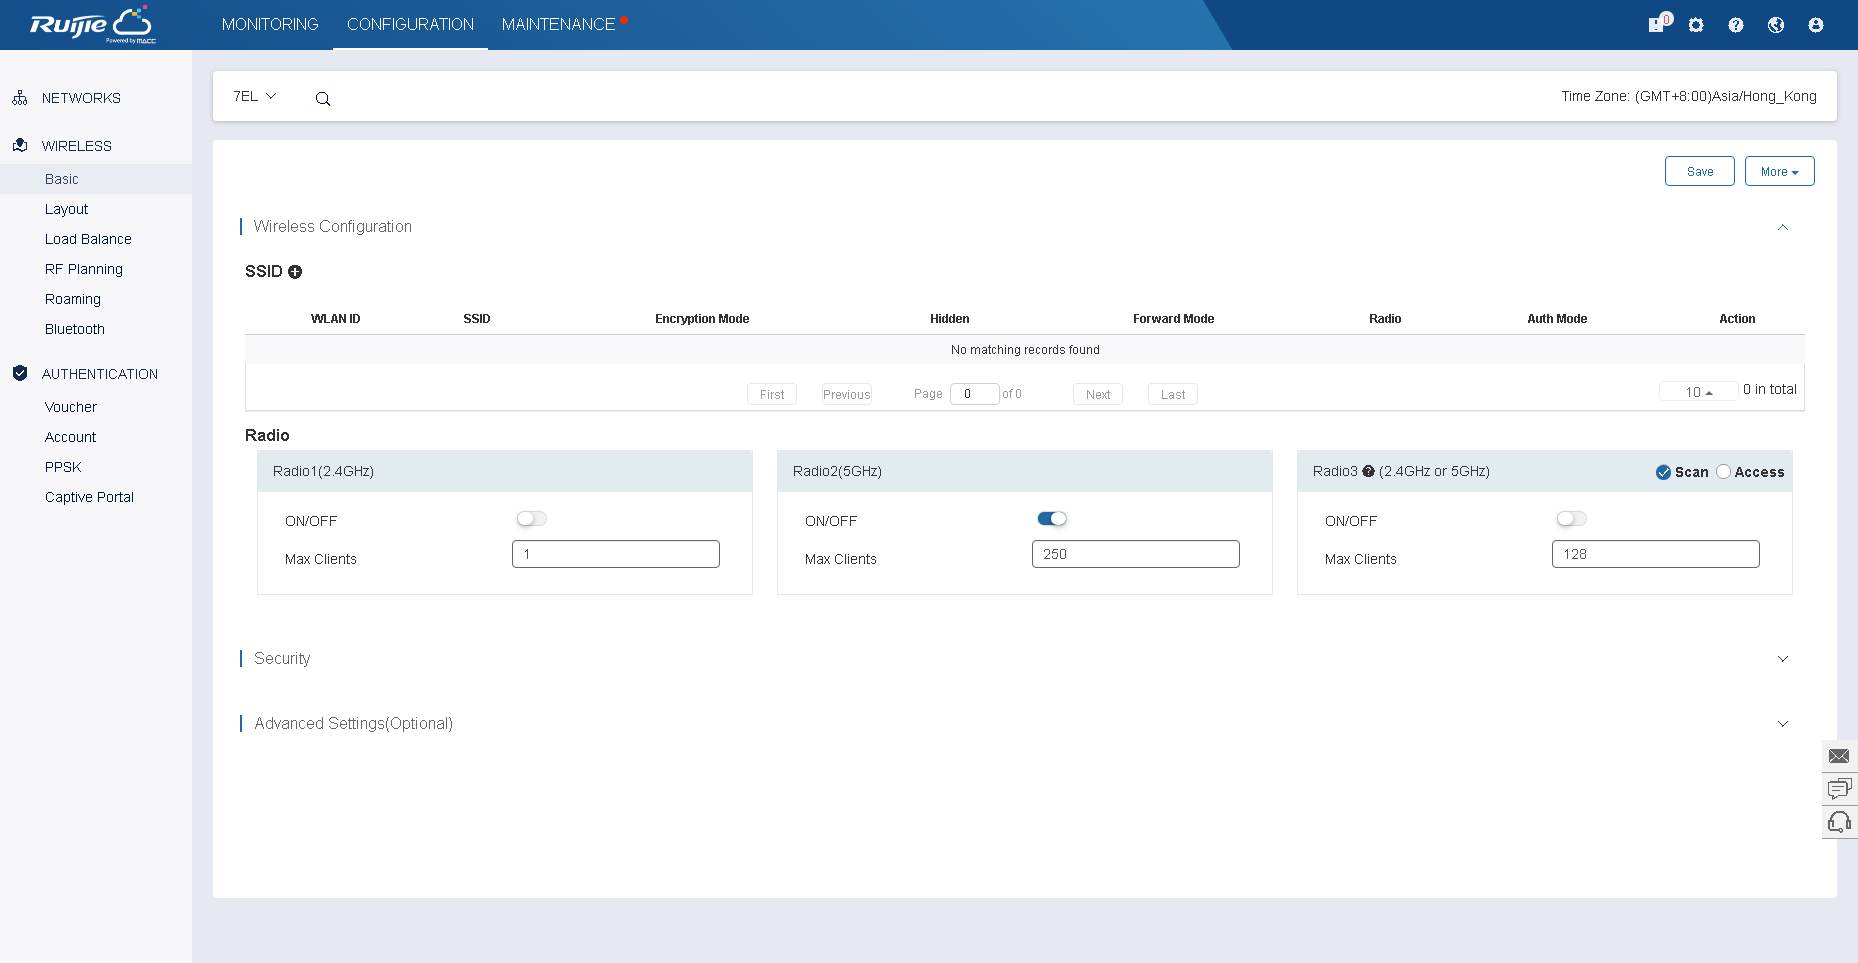 Ruijie
Powered by MACC
MONITORING CONFIGURATION MAINTENANCE
0
NETWORKS
WIRELESS
Basic
Layout
Load Balance
RF Planning
Roaming
Bluetooth
AUTHENTICATION
Voucher
Account
PPSK
Captive Portal
7EL
Time Zone: (GMT+8:00)Asia/Hong_Kong
Save More
Wireless Configuration
SSID
WLAN ID SSID Encryption Mode Hidden Forward Mode Radio Auth Mode Action
No matching records found
First Previous Page 0 of 0 Next Last 10 0 in total
Radio
Radio1(2.4GHz)
ON/OFF
Max Clients 1
Radio2(5GHz)
ON/OFF
Max Clients 250
Radio3 (2.4GHz or 5GHz) Scan Access
ON/OFF
Max Clients 128
Security
Advanced Settings(Optional)